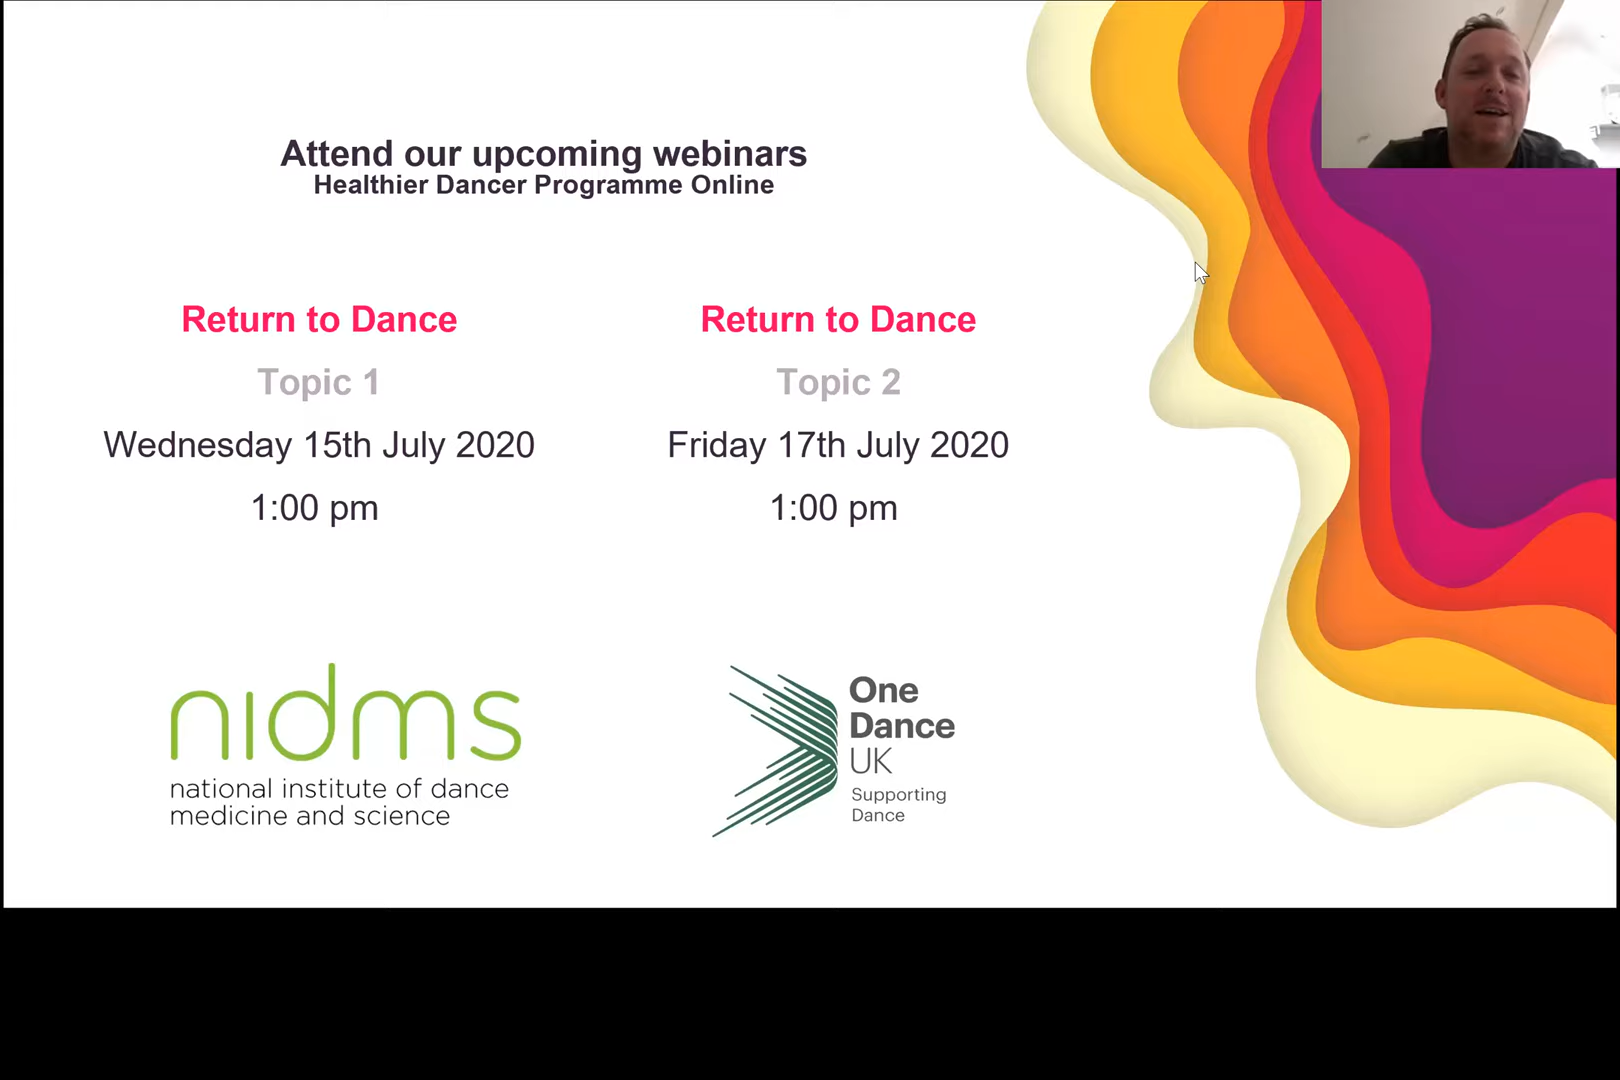 Attend our upcoming webinars
Healthier Dancer Programme Online
Return to Dance
Topic 1
Wednesday 15th July 2020
1:00 pm
Return to Dance
Topic 2
Friday 17th July 2020
1:00 pm
nidms
national institute of dance
medicine and science
One
Dance
UK
Supporting
Dance